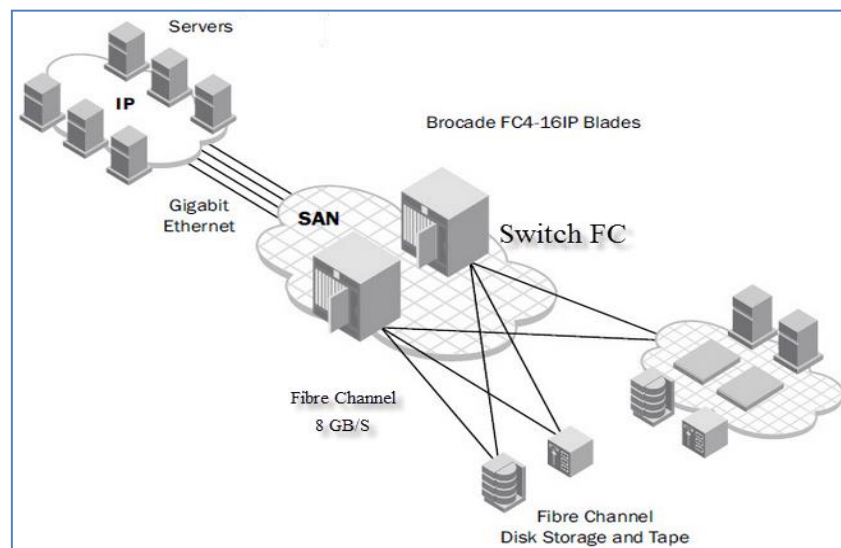 Servers
IP
Brocade FC4-16IP Blades
Gigabit
Ethernet
SAN
Switch FC
Fibre Channel
8 GB/S
Fibre Channel
Disk Storage and Tape